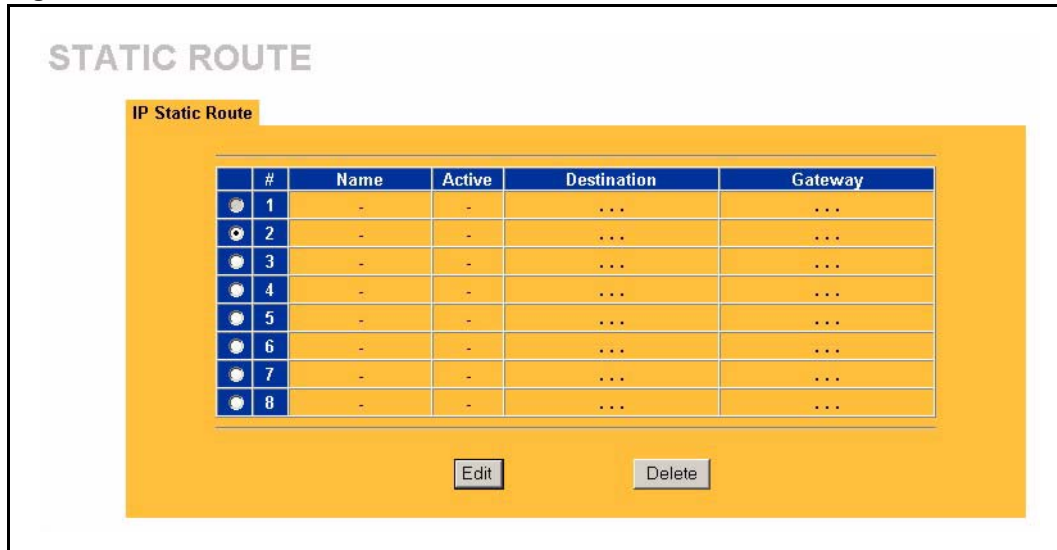 STATIC ROUTE
IP Static Route
# Name Active Destination Gateway
1 - - . . . . . .
2 - - . . . . . .
3 - - . . . . . .
4 - - . . . . . .
5 - - . . . . . .
6 - - . . . . . .
7 - - . . . . . .
8 - - . . . . . .
Edit Delete